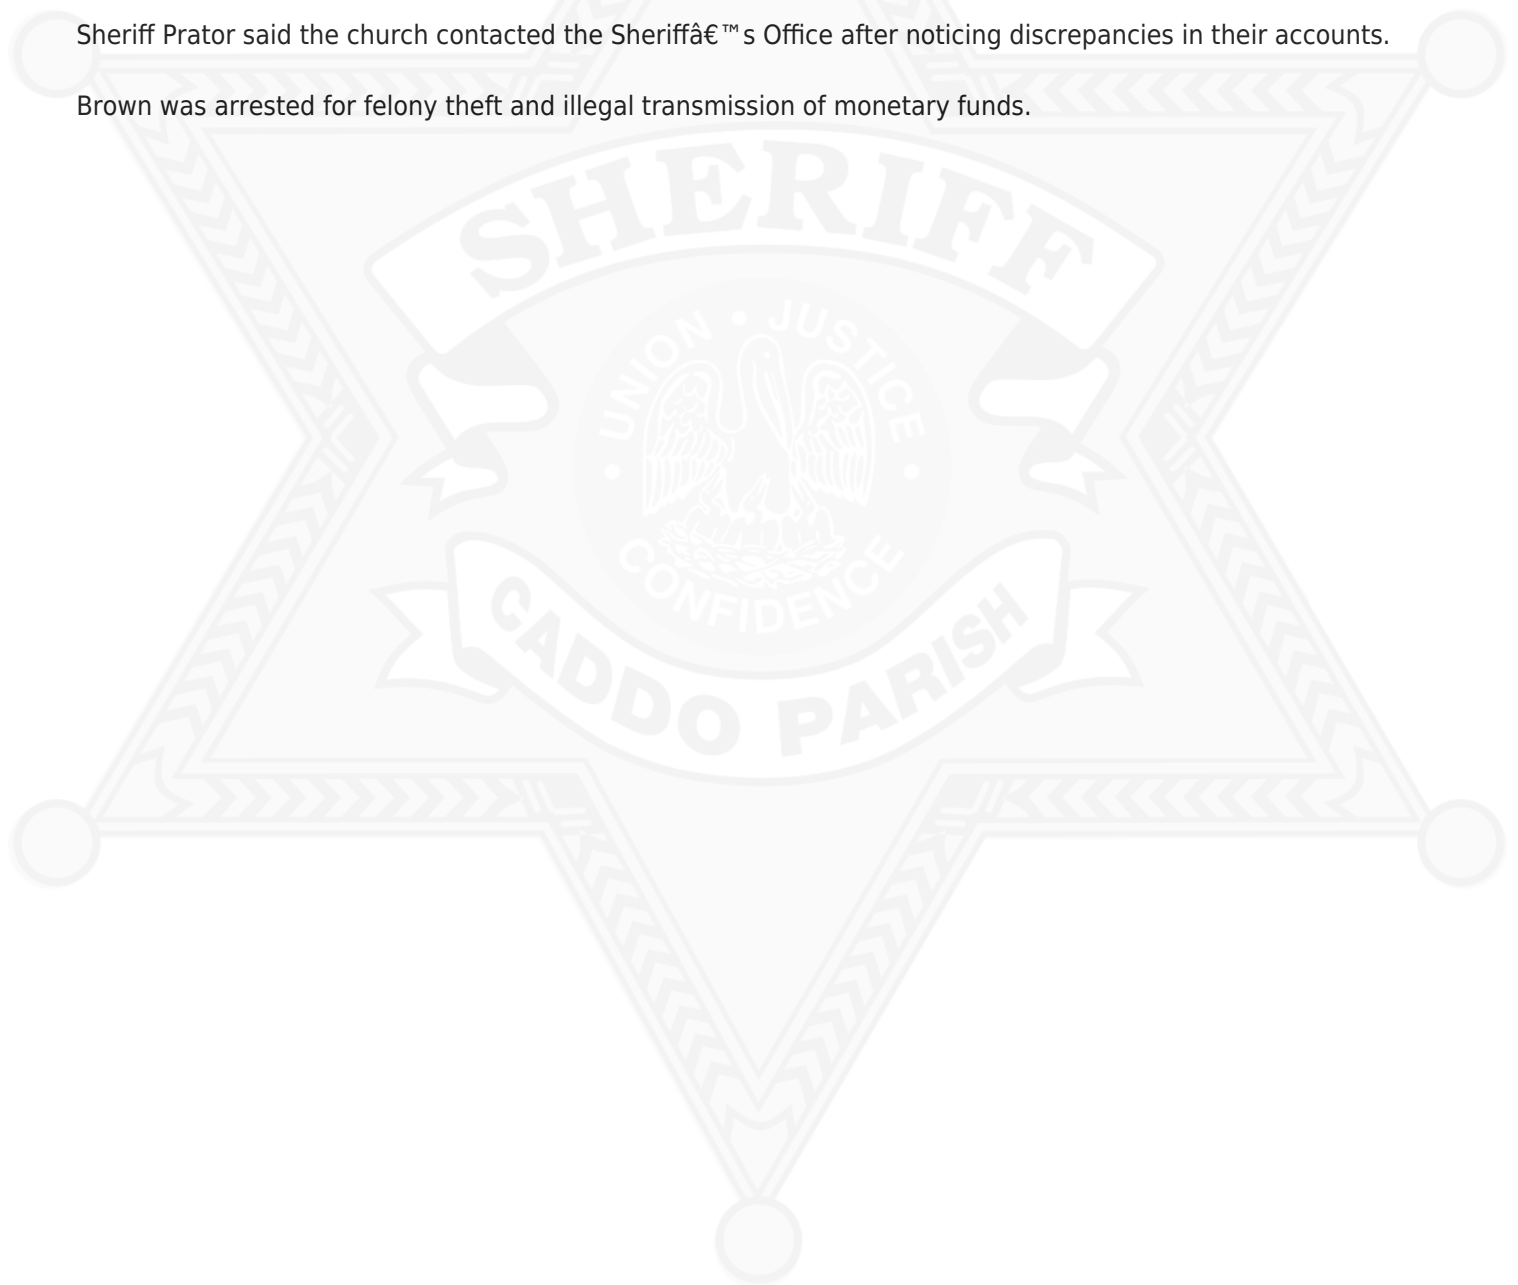 Sheriff Prator said the church contacted the Sheriffâ€™s Office after noticing discrepancies in their accounts.
Brown was arrested for felony theft and illegal transmission of monetary funds.
SHERIFF
UNION • JUSTICE
• CONFIDENCE •
CADDO PARISH